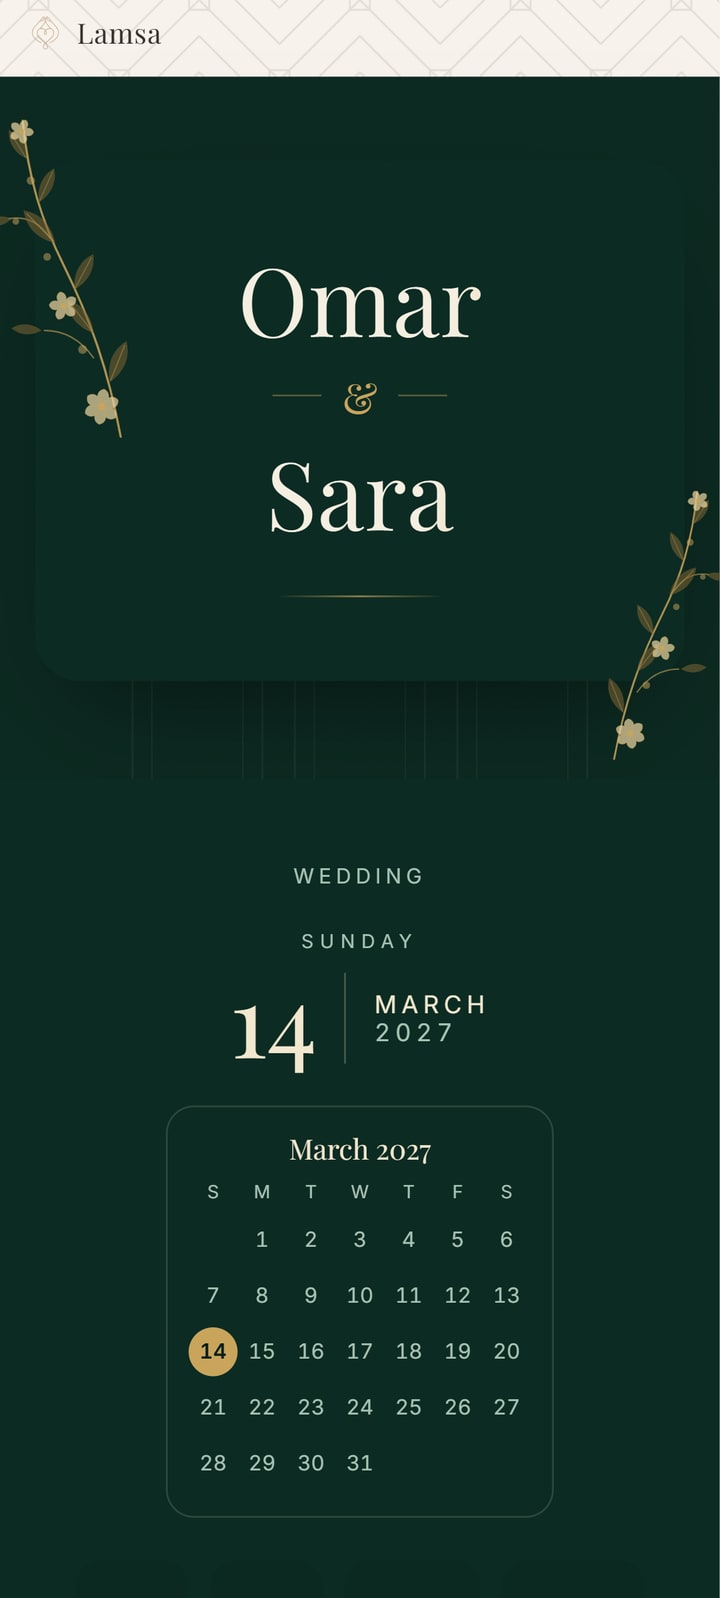 Lamsa
Omar
&
Sara
WEDDING
SUNDAY
14
MARCH
2027
March 2027
S M T W T F S
1 2 3 4 5 6
7 8 9 10 11 12 13
14 15 16 17 18 19 20
21 22 23 24 25 26 27
28 29 30 31